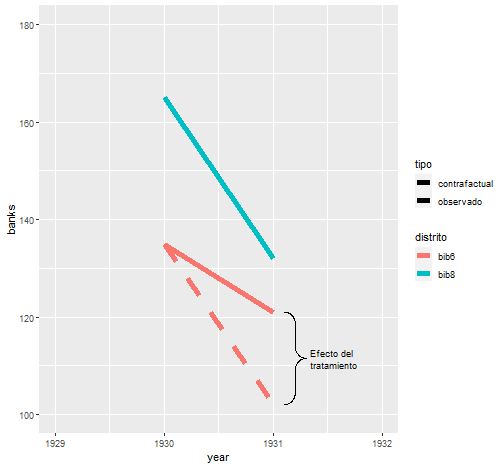 180
160
140
120
100
banks
1929
1930
1931
1932
year
Efecto del
tratamiento
tipo
contrafactual
observado
distrito
bib6
bib8